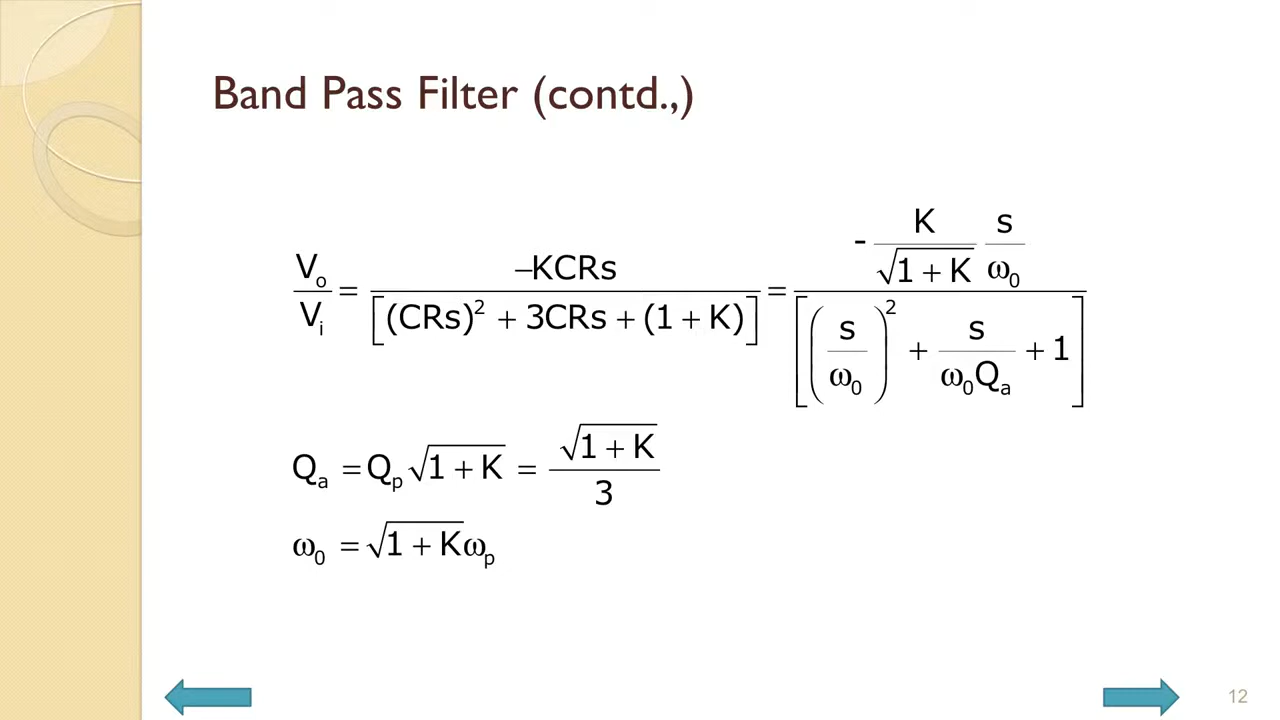 Band Pass Filter (contd.,)
V₀/Vᵢ = −KCRs / [(CRs)² + 3CRs + (1 + K)] = - K/√(1 + K) s/ω₀ / [(s/ω₀)² + s/(ω₀Qₐ) + 1]
Qₐ = Qₚ√(1 + K) = √(1 + K) / 3
ω₀ = √(1 + K)ωₚ
12